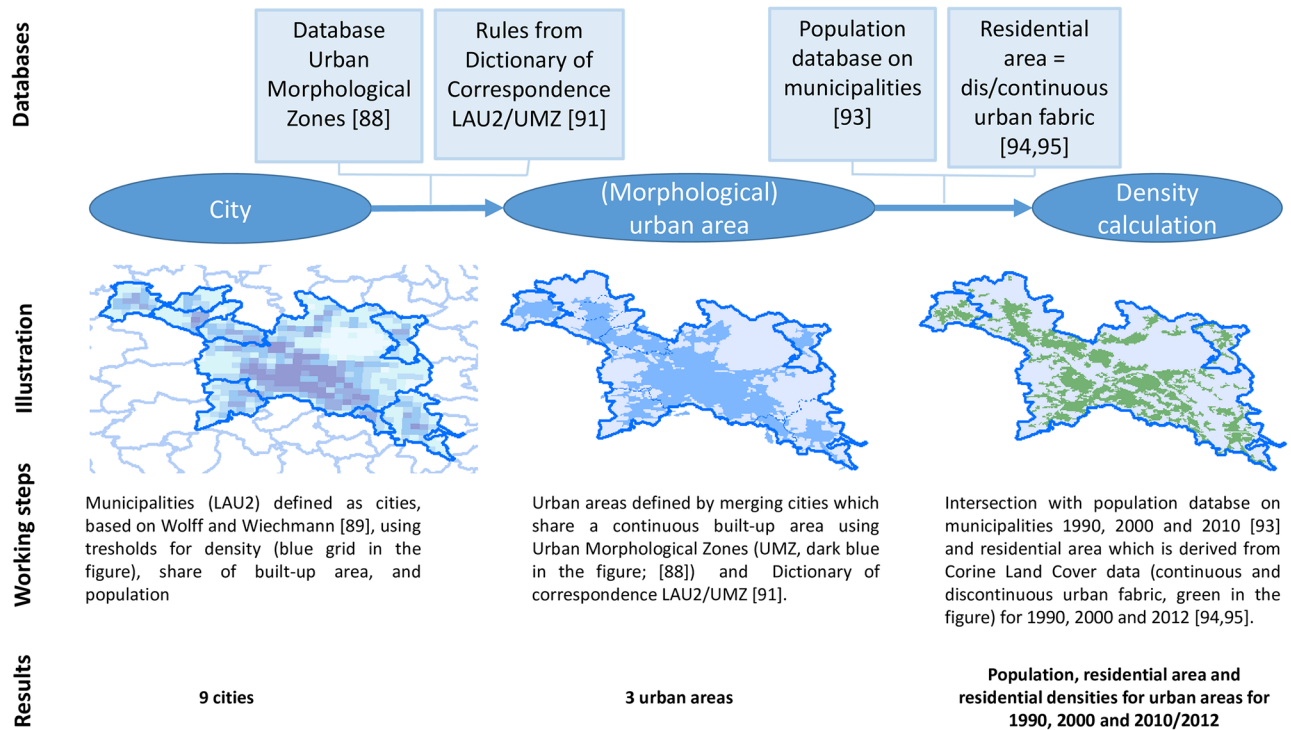 Databases
Database
Urban
Morphological
Zones [88]
Rules from
Dictionary of
Correspondence
LAU2/UMZ [91]
Population
database on
municipalities
[93]
Residential
area =
dis/continuous
urban fabric
[94,95]
City
(Morphological)
urban area
Density
calculation
Illustration
Working steps
Municipalities (LAU2) defined as cities,
based on Wolff and Wiechmann [89], using
tresholds for density (blue grid in the
figure), share of built-up area, and
population
Urban areas defined by merging cities which
share a continuous built-up area using
Urban Morphological Zones (UMZ, dark blue
in the figure; [88]) and Dictionary of
correspondence LAU2/UMZ [91].
Intersection with population databse on
municipalities 1990, 2000 and 2010 [93]
and residential area which is derived from
Corine Land Cover data (continuous and
discontinuous urban fabric, green in the
figure) for 1990, 2000 and 2012 [94,95].
Results
9 cities
3 urban areas
Population, residential area and
residential densities for urban areas for
1990, 2000 and 2010/2012